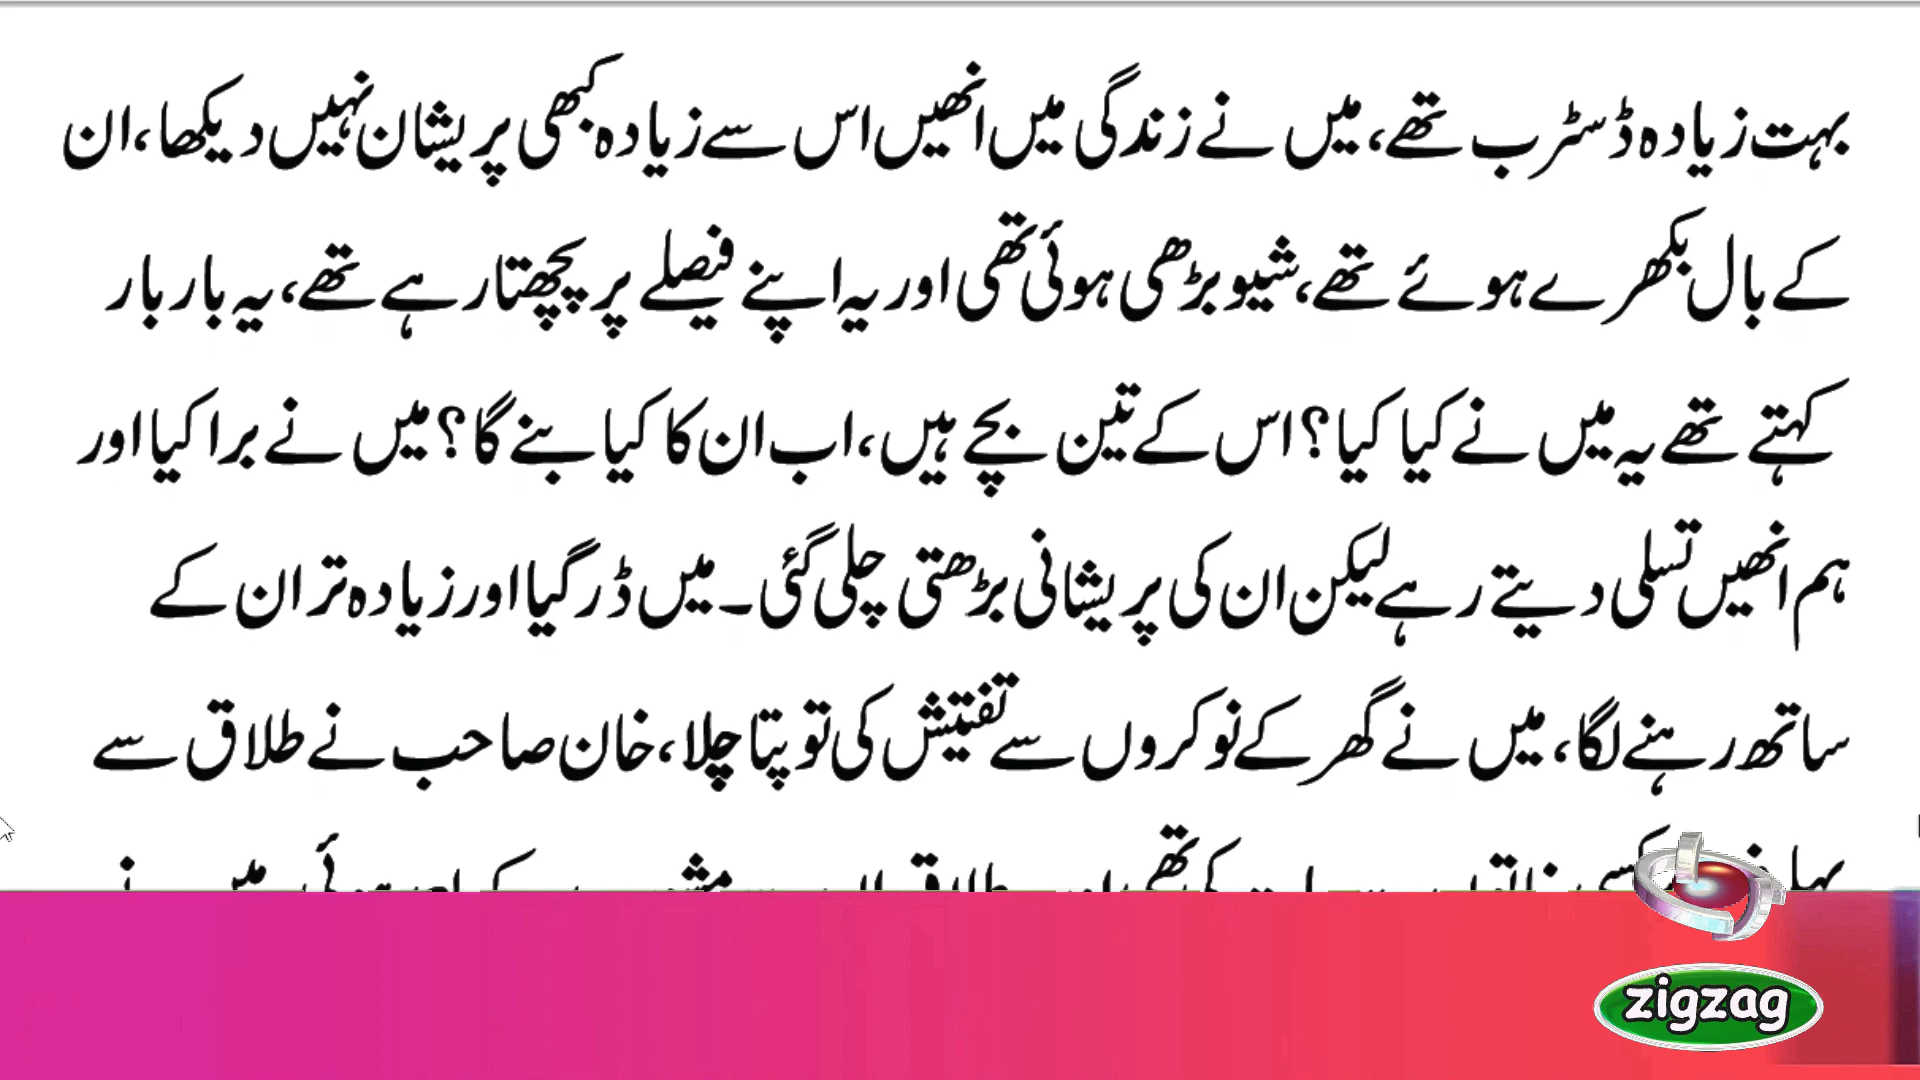 بہت زیادہ ڈسٹرب تھے، میں نے زندگی میں انھیں اس سے زیادہ کبھی پریشان نہیں دیکھا، ان
کے بال بکھرے ہوئے تھے، شیو بڑھی ہوئی تھی اور یہ اپنے فیصلے پر پچھتا رہے تھے، یہ بار بار
کہتے تھے یہ میں نے کیا کیا؟ اس کے تین بچے ہیں، اب ان کا کیا بنے گا؟ میں نے برا کیا اور
ہم انھیں تسلی دیتے رہے لیکن ان کی پریشانی بڑھتی چلی گئی۔ میں ڈر گیا اور زیادہ تر ان کے
ساتھ رہنے لگا، میں نے گھر کے نوکروں سے تفتیش کی تو پتا چلا، خان صاحب نے طلاق سے
zigzag